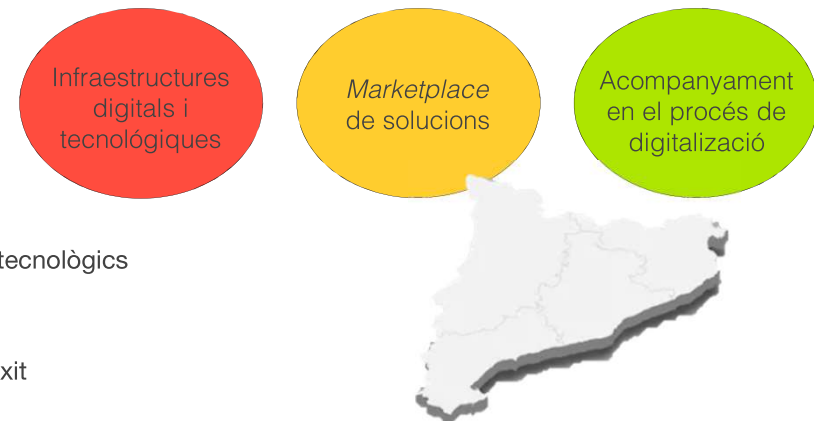 Infraestructures
digitals i
tecnológiques
Marketplace
de solucions
Acompanyament
en el procés de
digitalizació
tecnològics
xit